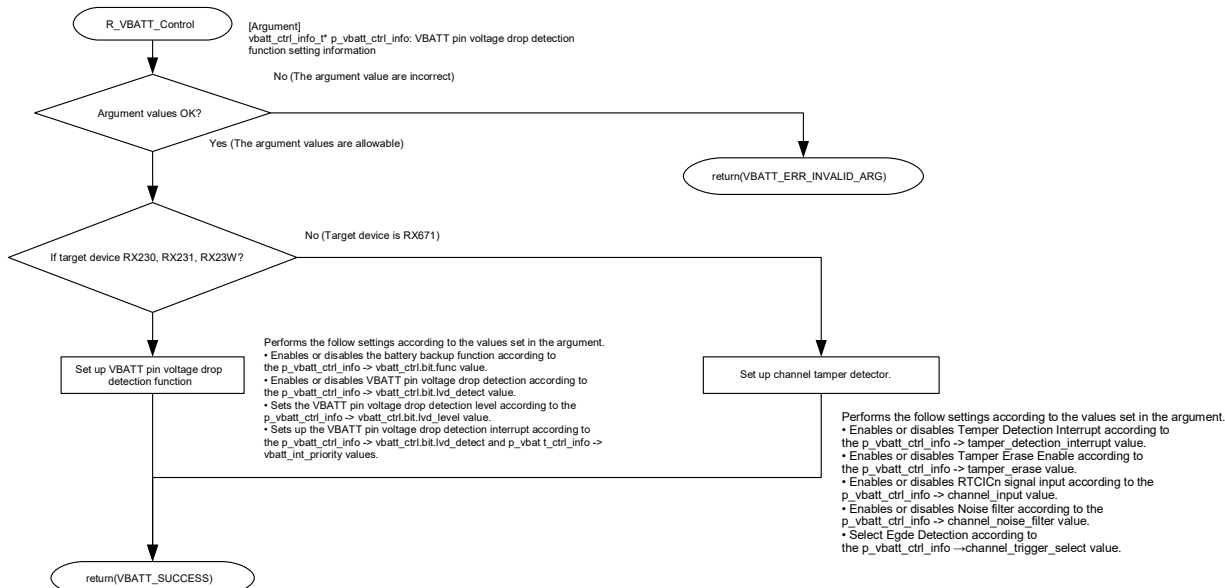 R_VBATT_Control
[Argument]
vbatt_ctrl_info_t* p_vbatt_ctrl_info: VBATT pin voltage drop detection
function setting information
No (The argument value are incorrect)
Argument values OK?
Yes (The argument values are allowable)
return(VBATT_ERR_INVALID_ARG)
No (Target device is RX671)
If target device RX230, RX231, RX23W?
Performs the follow settings according to the values set in the argument.
• Enables or disables the battery backup function according to
the p_vbatt_ctrl_info -> vbatt_ctrl.bit.func value.
• Enables or disables VBATT pin voltage drop detection according to
the p_vbatt_ctrl_info -> vbatt_ctrl.bit.lvd_detect value.
• Sets the VBATT pin voltage drop detection level according to the
p_vbatt_ctrl_info -> vbatt_ctrl.bit.lvd_level value.
• Sets up the VBATT pin voltage drop detection interrupt according to
the p_vbatt_ctrl_info -> vbatt_ctrl.bit.lvd_detect and p_vbat t_ctrl_info ->
vbatt_int_priority values.
Set up VBATT pin voltage drop
detection function
Set up channel tamper detector.
Performs the follow settings according to the values set in the argument.
• Enables or disables Temper Detection Interrupt according to
the p_vbatt_ctrl_info -> tamper_detection_interrupt value.
• Enables or disables Tamper Erase Enable according to
the p_vbatt_ctrl_info -> tamper_erase value.
• Enables or disables RTCICn signal input according to the
p_vbatt_ctrl_info -> channel_input value.
• Enables or disables Noise filter according to the
p_vbatt_ctrl_info -> channel_noise_filter value.
• Select Egde Detection according to
the p_vbatt_ctrl_info →channel_trigger_select value.
return(VBATT_SUCCESS)